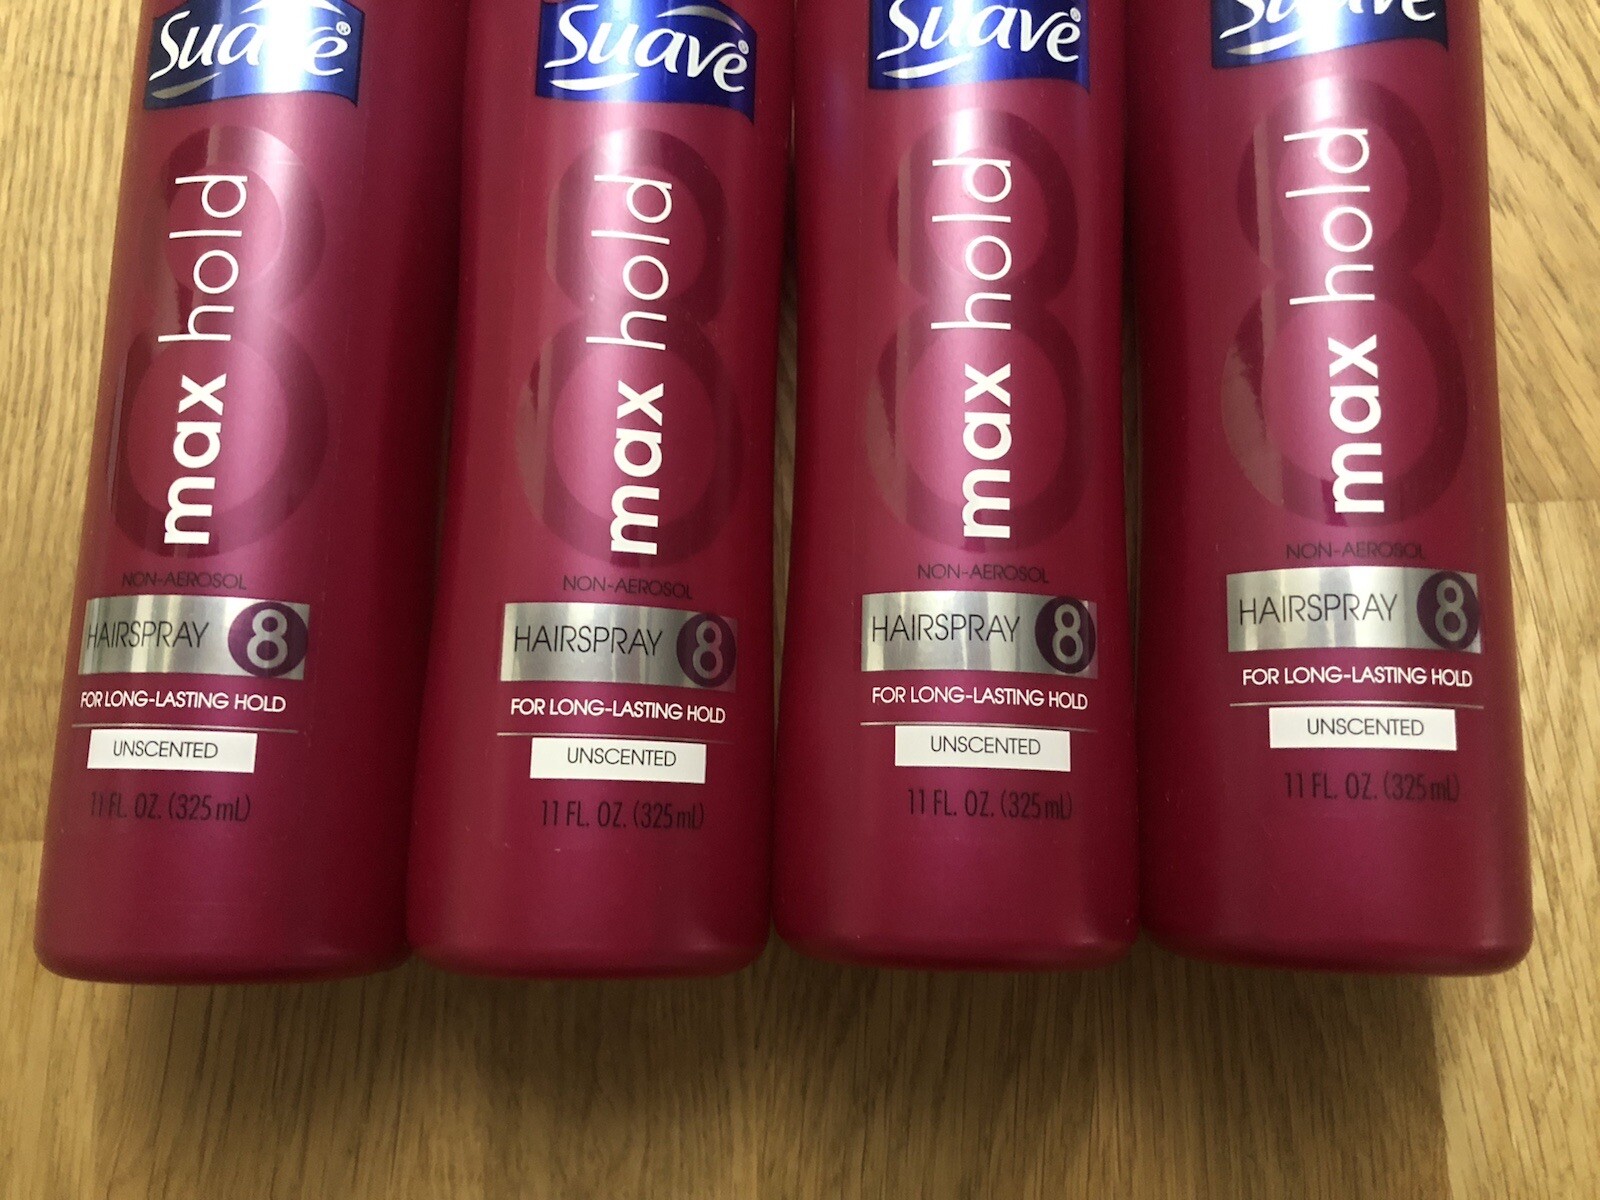 Suave®
max hold
NON-AEROSOL
HAIRSPRAY 8
FOR LONG-LASTING HOLD
UNSCENTED
11 FL. OZ. (325 mL)
Suave®
max hold
NON-AEROSOL
HAIRSPRAY 8
FOR LONG-LASTING HOLD
UNSCENTED
11 FL. OZ. (325 mL)
Suave®
max hold
NON-AEROSOL
HAIRSPRAY 8
FOR LONG-LASTING HOLD
UNSCENTED
11 FL. OZ. (325 mL)
Suave®
max hold
NON-AEROSOL
HAIRSPRAY 8
FOR LONG-LASTING HOLD
UNSCENTED
11 FL. OZ. (325 mL)